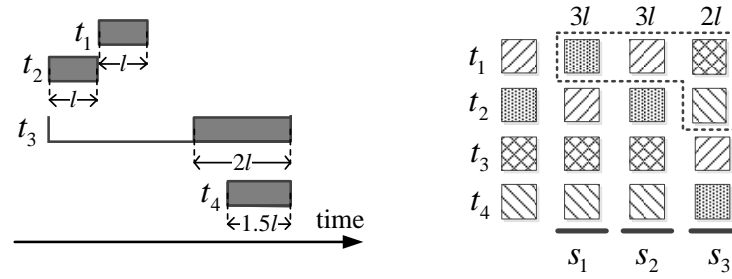 t₁
l
t₂
l
t₃
2l
t₄
1.5l
time
3l 3l 2l
t₁
t₂
t₃
t₄
s₁ s₂ s₃